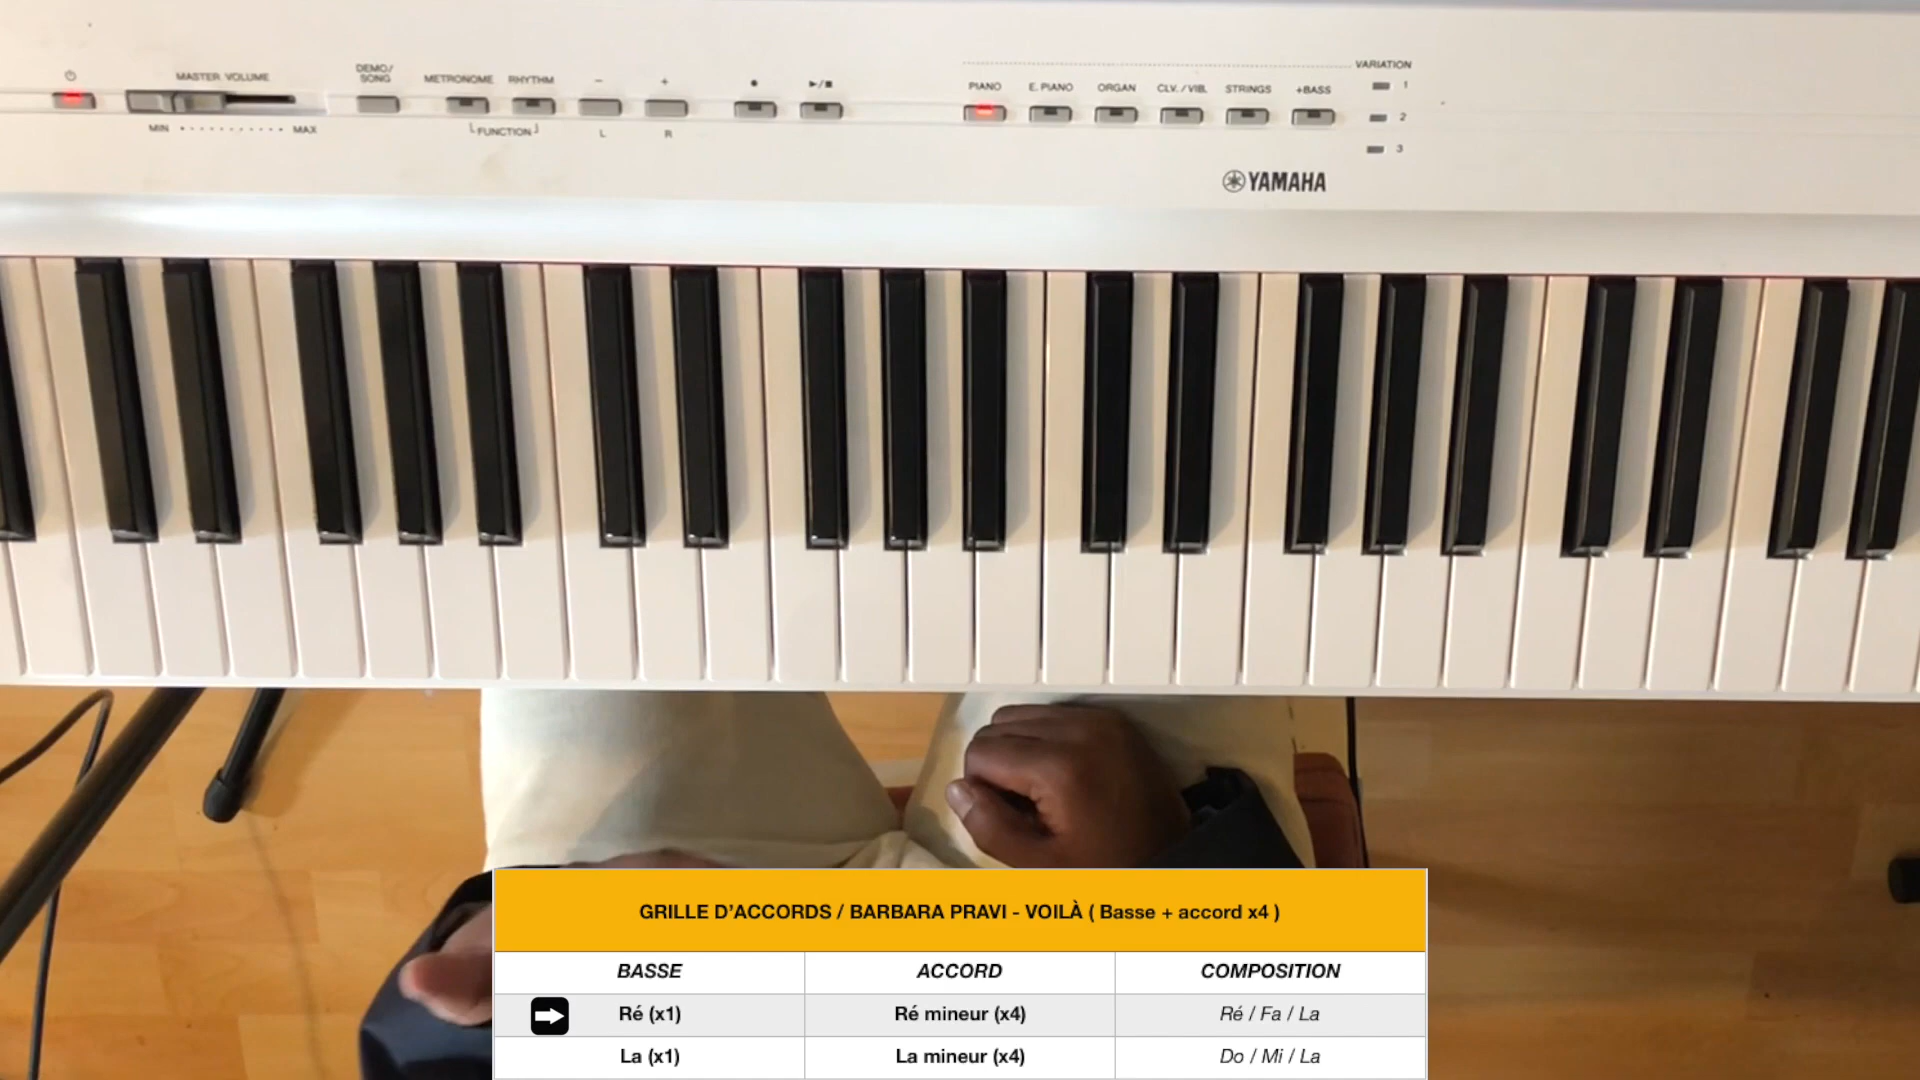 DEMO/
SONG
MASTER VOLUME
METRONOME RHYTHM - +
MIN MAX
FUNCTION
L R
PIANO E. PIANO ORGAN CLV. / VIB. STRINGS +BASS
VARIATION
1
2
3
YAMAHA
GRILLE D'ACCORDS / BARBARA PRAVI - VOILÀ ( Basse + accord x4 )
BASSE ACCORD COMPOSITION
Ré (x1) Ré mineur (x4) Ré / Fa / La
La (x1) La mineur (x4) Do / Mi / La